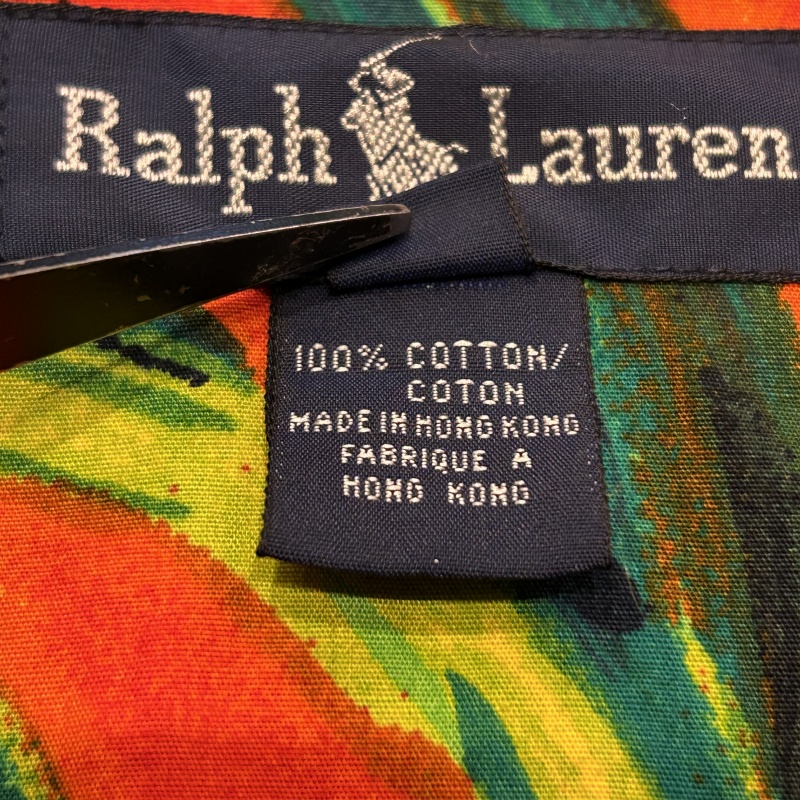 Ralph Lauren
100% COTTON/
COTON
MADE IN HONG KONG
FABRIQUE A
HONG KONG